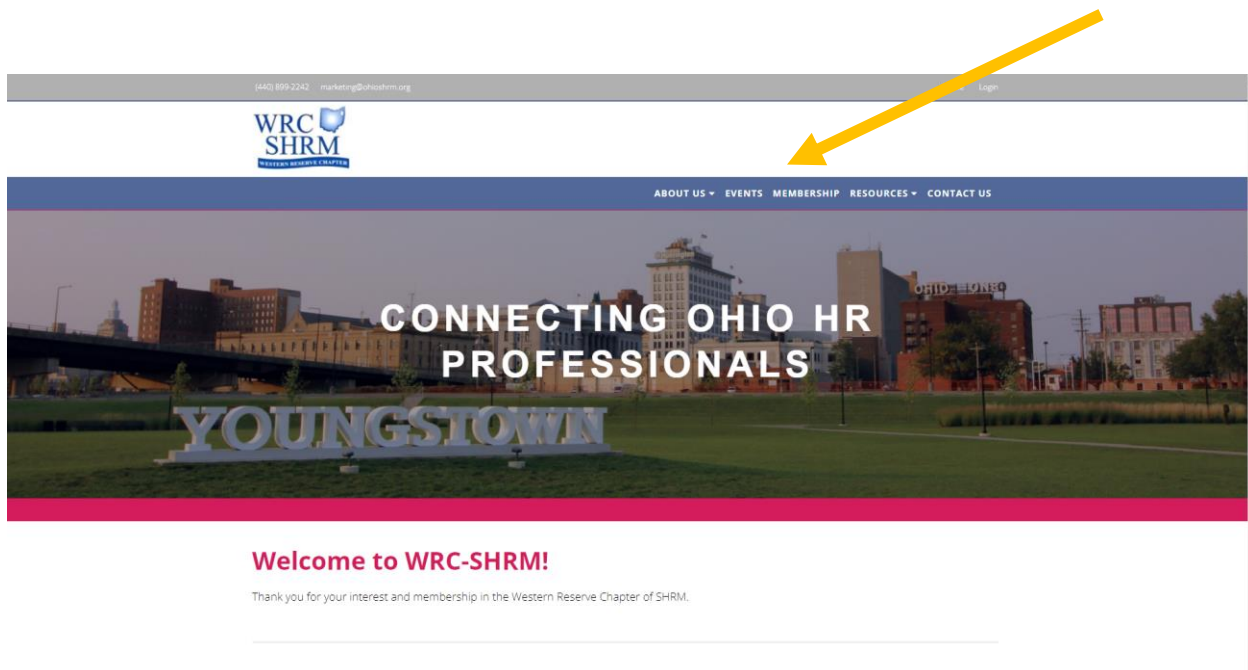 (440) 899-2242 marketing@ohioshrm.org
Login
WRC
SHRM
WESTERN RESERVE CHAPTER
ABOUT US EVENTS MEMBERSHIP RESOURCES CONTACT US
OHIO ONE
CONNECTING OHIO HR
PROFESSIONALS
YOUNGSTOWN
Welcome to WRC-SHRM!
Thank you for your interest and membership in the Western Reserve Chapter of SHRM.